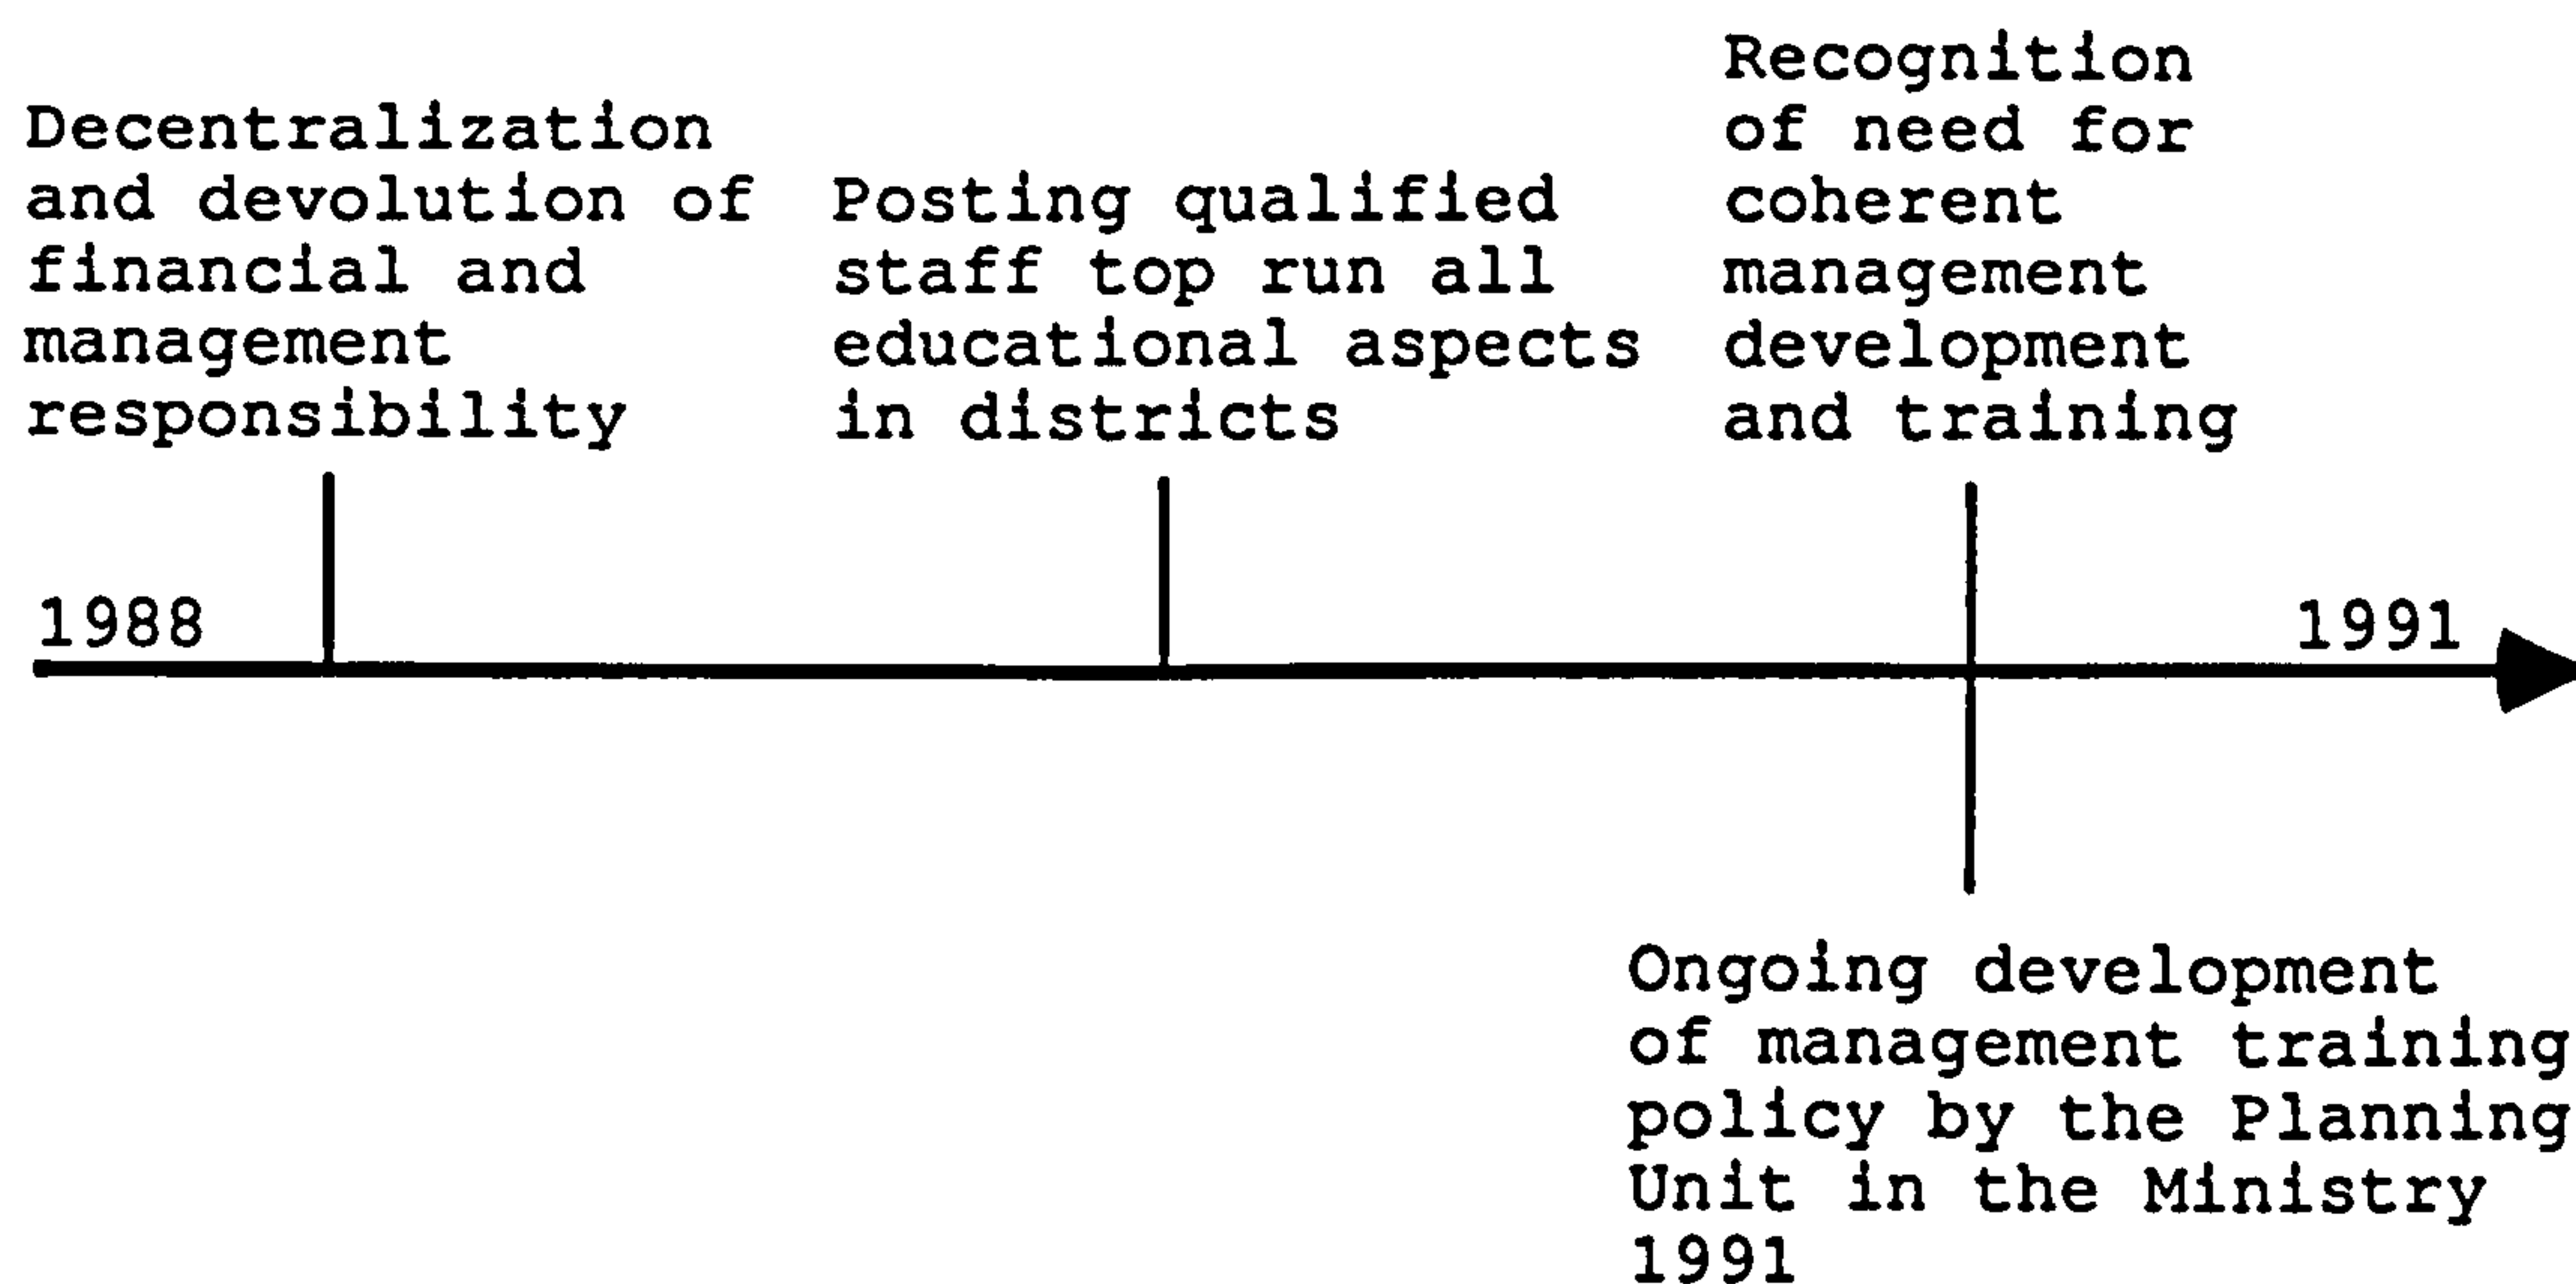 Decentralization
and devolution of
financial and
management
responsibility
Posting qualified
staff top run all
educational aspects
in districts
Recognition
of need for
coherent
management
development
and training
1988
1991
Ongoing development
of management training
policy by the Planning
Unit in the Ministry
1991